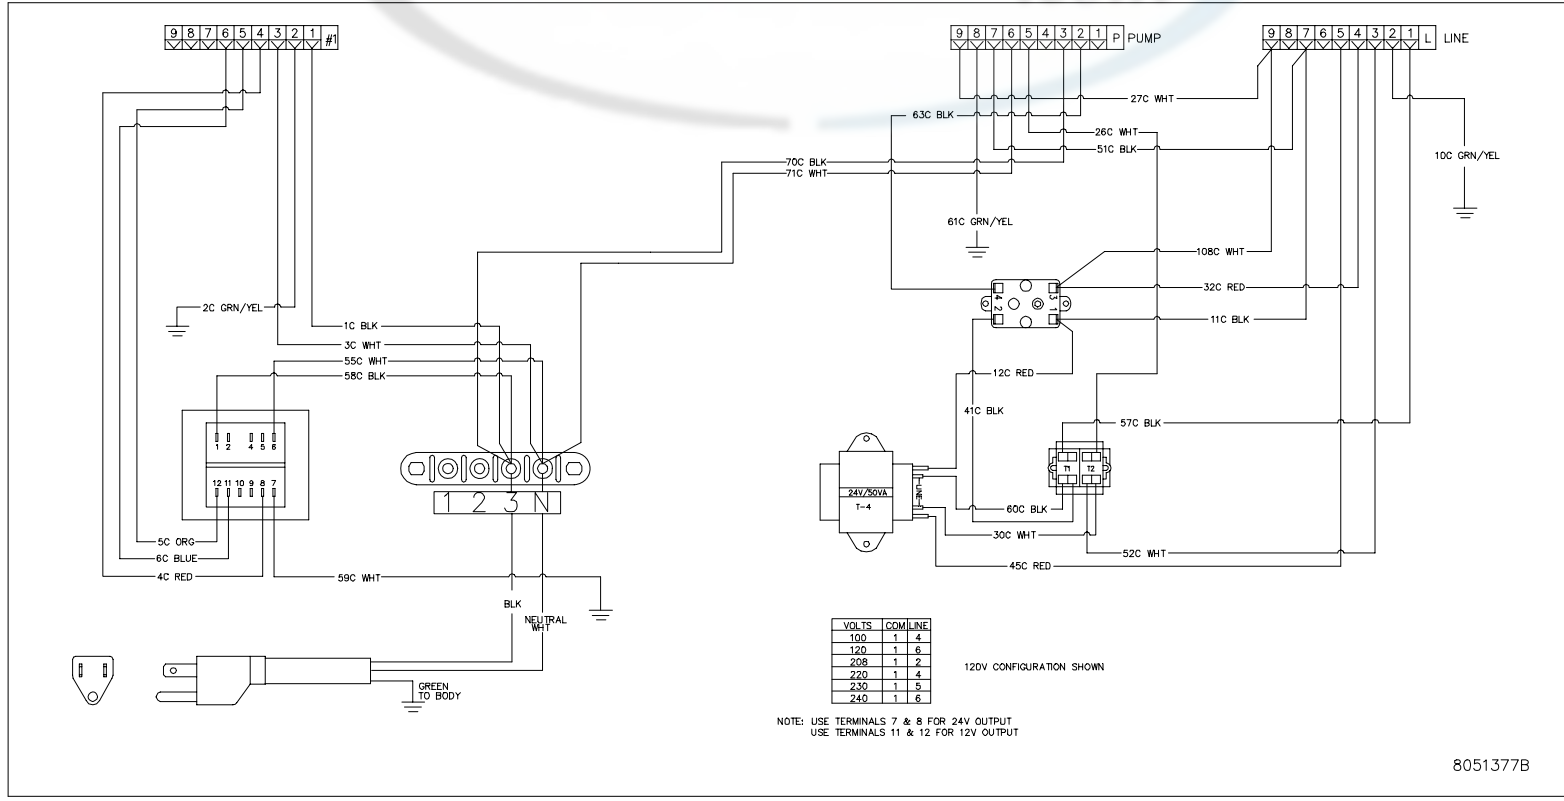 9 8 7 6 5 4 3 2 1 #1
9 8 7 6 5 4 3 2 1 P PUMP
9 8 7 6 5 4 3 2 1 L LINE
27C WHT
63C BLK
26C WHT
51C BLK
70C BLK
71C WHT
10C GRN/YEL
61C GRN/YEL
108C WHT
32C RED
11C BLK
4 3
2 1
2C GRN/YEL
1C BLK
3C WHT
55C WHT
58C BLK
12C RED
41C BLK
57C BLK
1 2 4 5 6
12 11 10 9 8 7
1 2 3 N
T1 T2
24V/50VA
T-4
LINE
60C BLK
30C WHT
52C WHT
45C RED
5C ORG
6C BLUE
4C RED
59C WHT
BLK
NEUTRAL
WHT
GREEN
TO BODY
VOLTS COM LINE
100 1 4
120 1 6
208 1 2
220 1 4
230 1 5
240 1 6
120V CONFIGURATION SHOWN
NOTE: USE TERMINALS 7 & 8 FOR 24V OUTPUT
USE TERMINALS 11 & 12 FOR 12V OUTPUT
8051377B